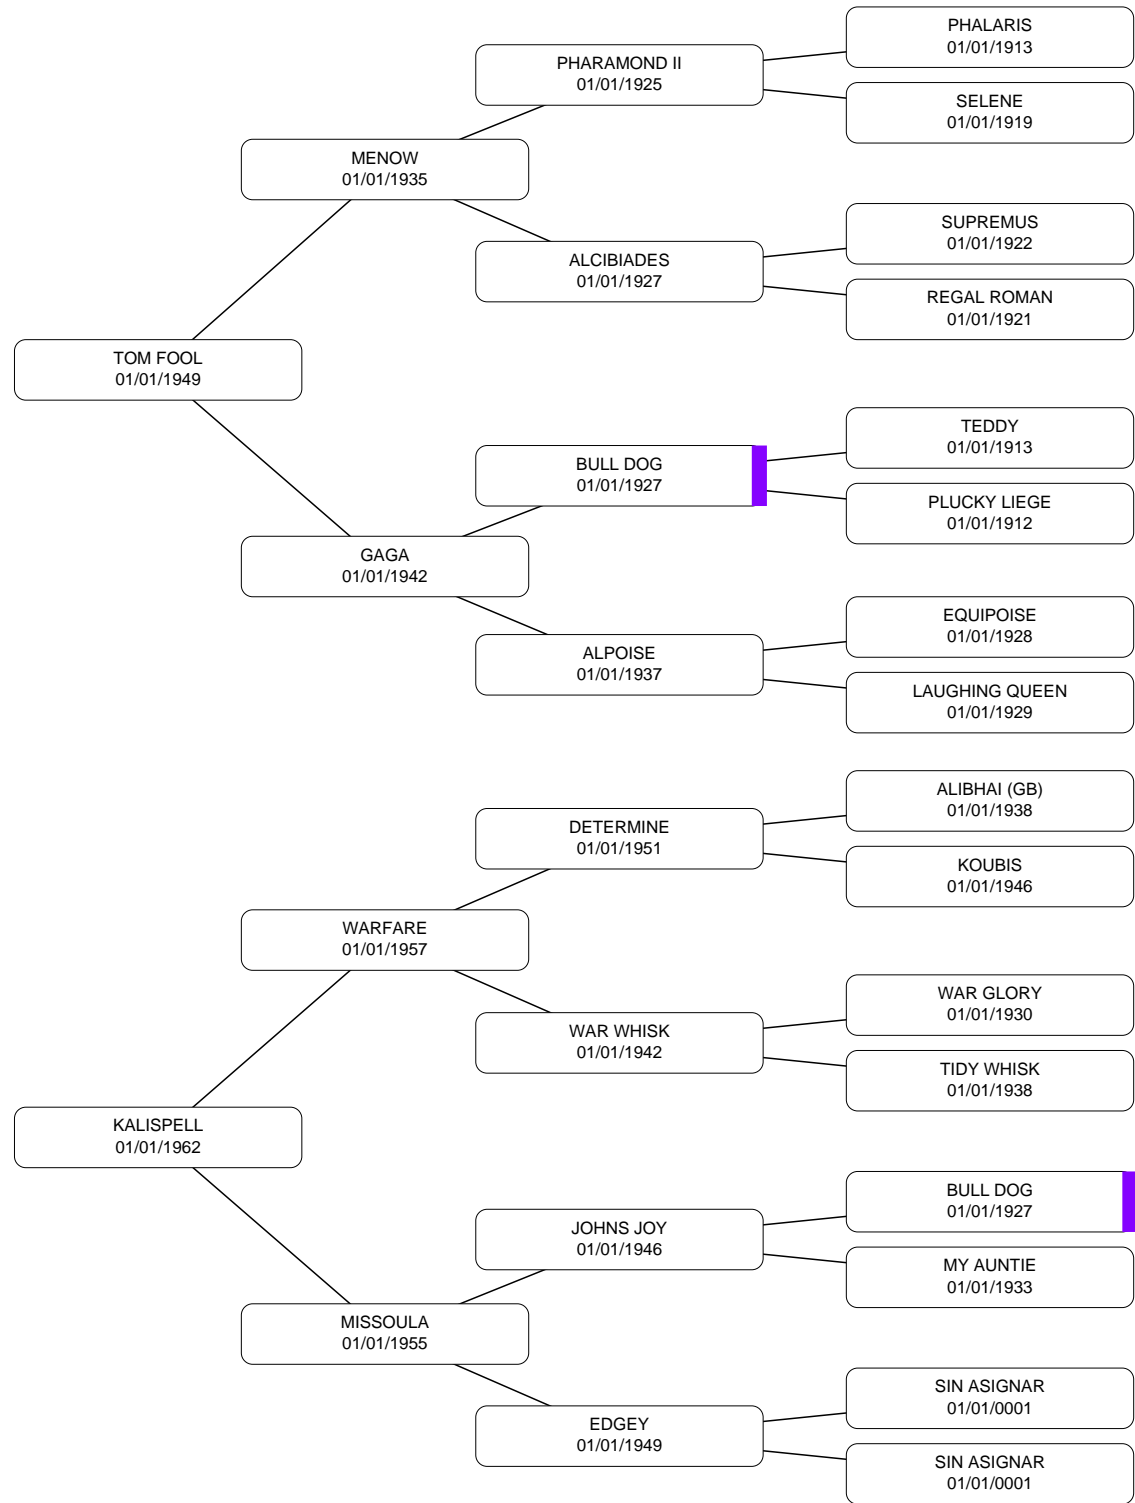 PHALARIS
01/01/1913
PHARAMOND II
01/01/1925
SELENE
01/01/1919
MENOW
01/01/1935
SUPREMUS
01/01/1922
ALCIBIADES
01/01/1927
REGAL ROMAN
01/01/1921
TOM FOOL
01/01/1949
TEDDY
01/01/1913
BULL DOG
01/01/1927
PLUCKY LIEGE
01/01/1912
GAGA
01/01/1942
EQUIPOISE
01/01/1928
ALPOISE
01/01/1937
LAUGHING QUEEN
01/01/1929
ALIBHAI (GB)
01/01/1938
DETERMINE
01/01/1951
KOUBIS
01/01/1946
WARFARE
01/01/1957
WAR GLORY
01/01/1930
WAR WHISK
01/01/1942
TIDY WHISK
01/01/1938
KALISPELL
01/01/1962
BULL DOG
01/01/1927
JOHNS JOY
01/01/1946
MY AUNTIE
01/01/1933
MISSOULA
01/01/1955
SIN ASIGNAR
01/01/0001
EDGEY
01/01/1949
SIN ASIGNAR
01/01/0001